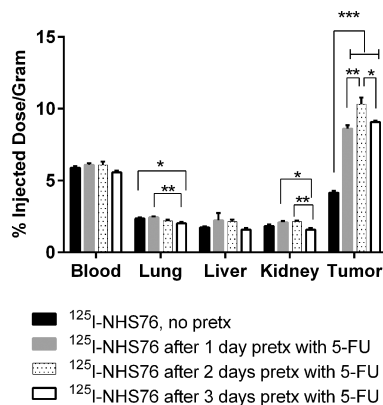 ***
15
** *
10
% Injected Dose/Gram
*
*
5
**
**
0
Blood Lung Liver Kidney Tumor
125I-NHS76, no pretx
125I-NHS76 after 1 day pretx with 5-FU
125I-NHS76 after 2 days pretx with 5-FU
125I-NHS76 after 3 days pretx with 5-FU